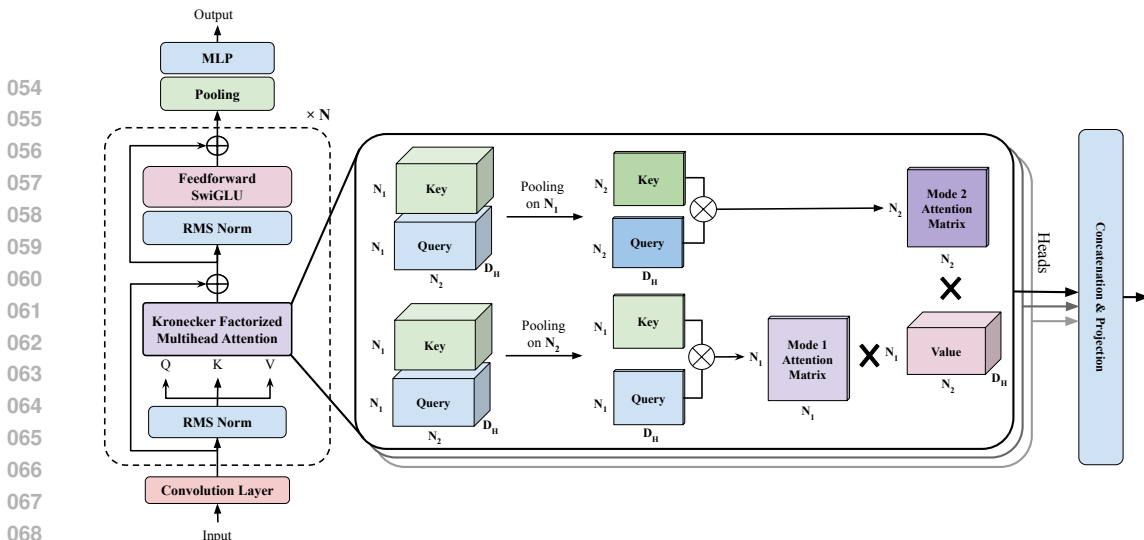 054
055
056
057
058
059
060
061
062
063
064
065
066
067
068
Output
MLP
Pooling
× N
Feedforward
SwiGLU
RMS Norm
Kronecker Factorized
Multihead Attention
Q K V
RMS Norm
Convolution Layer
Input
N1
Key
N1
Query
N2
DH
Pooling
on N1
N2
Key
N2
Query
DH
N2
Mode 2
Attention
Matrix
N2
N1
Key
N1
Query
N2
DH
Pooling
on N2
N1
Key
N1
Query
DH
N1
Mode 1
Attention
Matrix
N1
N1
Value
N2
DH
Heads
Concatenation & Projection